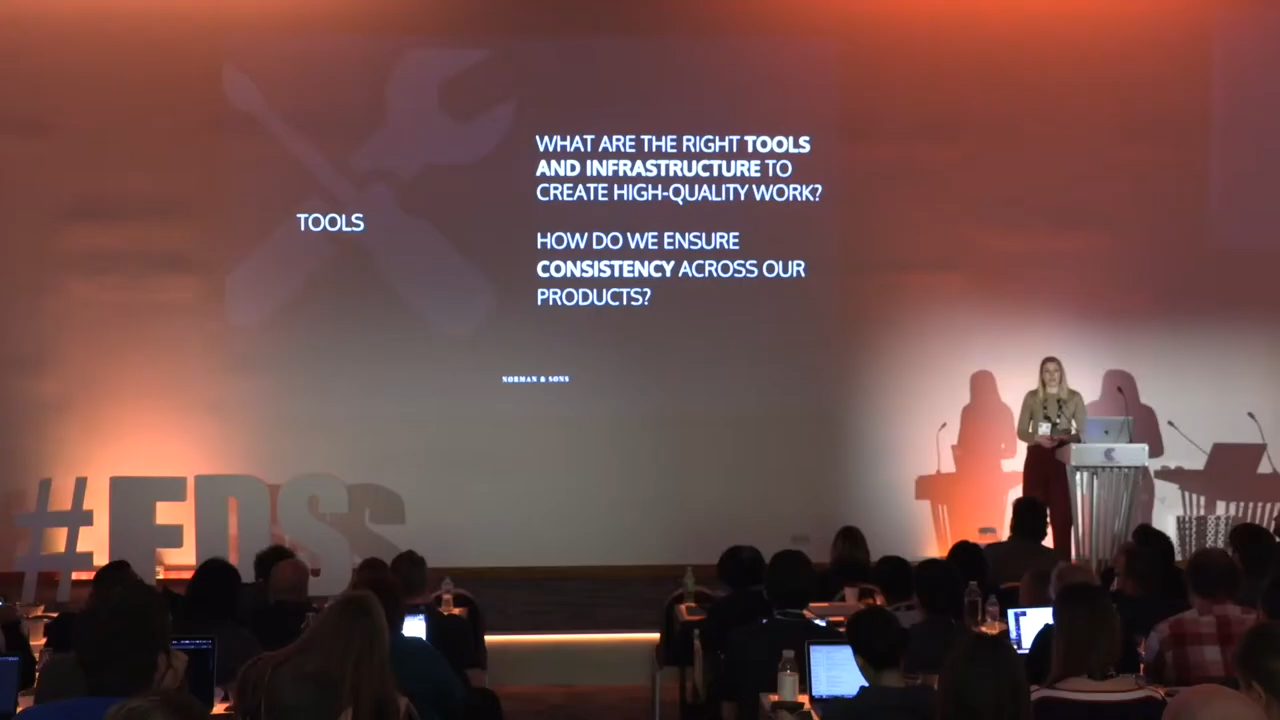 TOOLS
WHAT ARE THE RIGHT TOOLS
AND INFRASTRUCTURE TO
CREATE HIGH-QUALITY WORK?
HOW DO WE ENSURE
CONSISTENCY ACROSS OUR
PRODUCTS?
NORMAN & SONS
#EDS